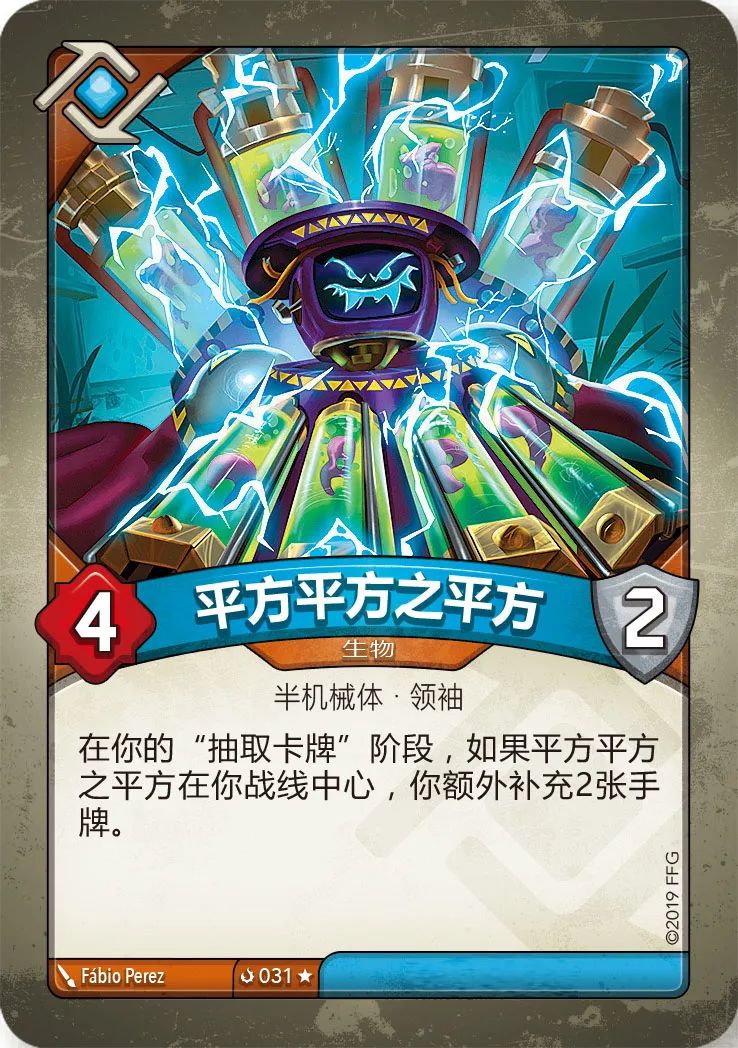 4
平方平方之平方
2
生物
半机械体 · 领袖
在你的“抽取卡牌”阶段，如果平方平方
之平方在你战线中心，你额外补充2张手
牌。
©2019 FFG
Fábio Perez
031